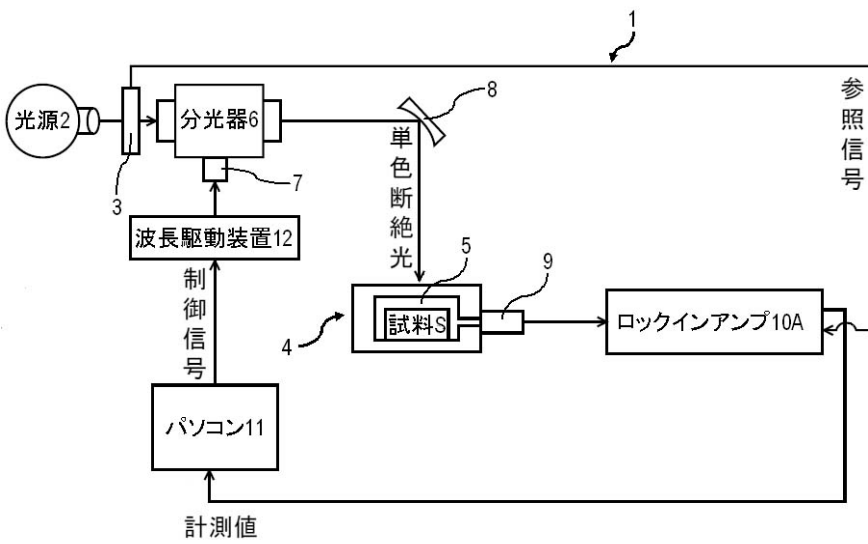 1
光源2
分光器6
8
参照信号
3
7
単色断絶光
波長駆動装置12
制御信号
5
9
4
試料S
ロックインアンプ10A
パソコン11
計測値